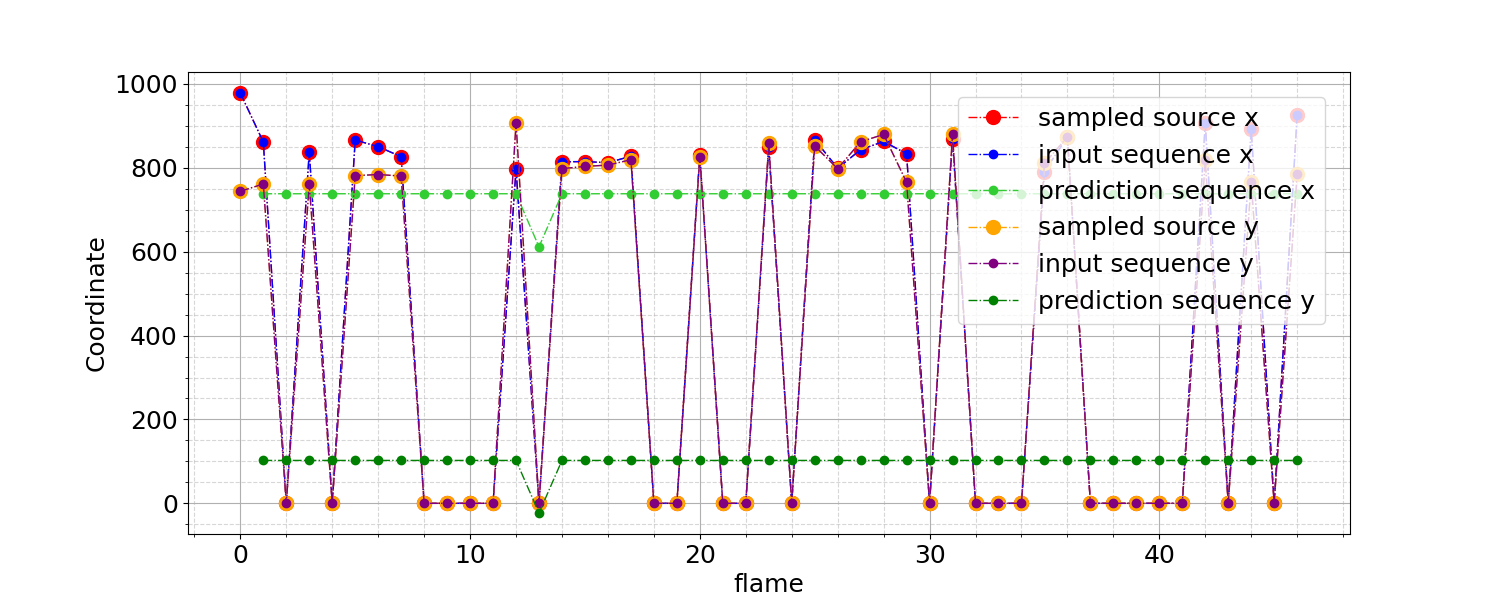 1000
800
600
400
200
0
Coordinate
sampled source x
input sequence x
prediction sequence x
sampled source y
input sequence y
prediction sequence y
0 10 20 30 40
flame